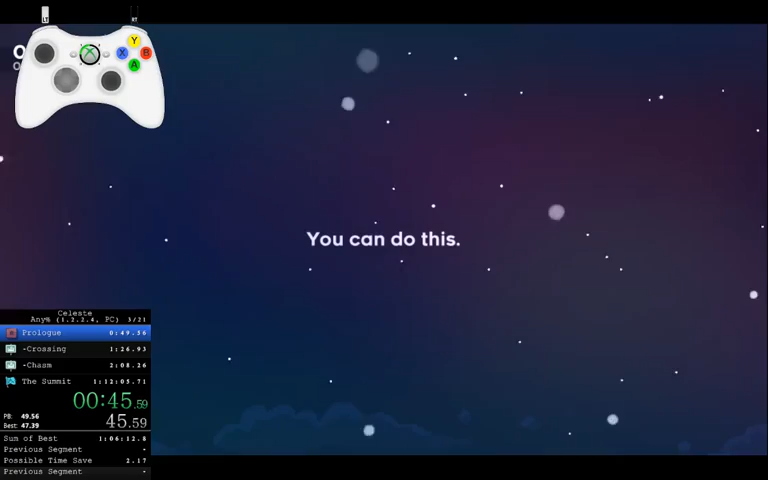 LT
RT
Y
X
B
A
You can do this.
Celeste
Any% (1.2.2.4, PC) 3/21
Prologue 0:49.56
-Crossing 1:26.93
-Chasm 2:08.26
The Summit 1:12:05.71
00:45.59
PB: 49.56
Best: 47.39
45.59
Sum of Best 1:06:12.8
Previous Segment -
Possible Time Save 2.17
Previous Segment -